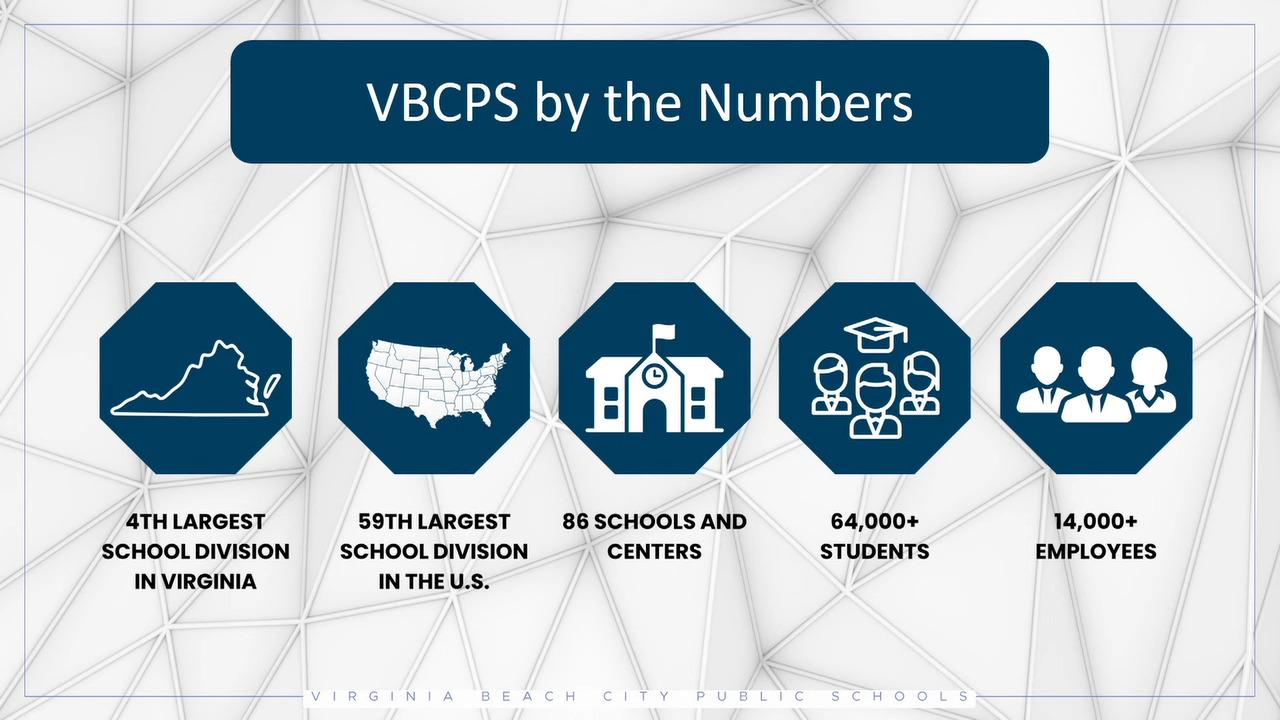 VBCPS by the Numbers
4TH LARGEST
SCHOOL DIVISION
IN VIRGINIA
59TH LARGEST
SCHOOL DIVISION
IN THE U.S.
86 SCHOOLS AND
CENTERS
64,000+
STUDENTS
14,000+
EMPLOYEES
VIRGINIA BEACH CITY PUBLIC SCHOOLS